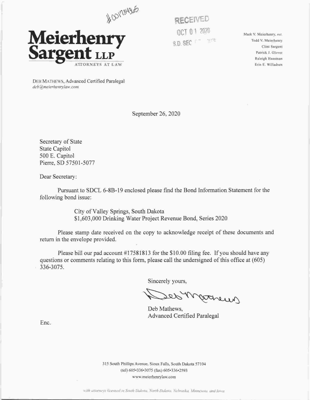 Meierhenry
Sargent LLP
ATTORNEYS AT LAW
RECEIVED
OCT 01 2020
S.D. SEC
Mark V. Meierhenry
Todd V. Meierhenry
Clint Sargent
Patrick J. Glover
Raleigh Hansman
DEB MATHEWS, Advanced Certified Paralegal
deb@meierhenrylaw.com
September 26, 2020
Secretary of State
State Capitol
500 E. Capitol
Pierre, SD 57501-5077
Dear Secretary:
Pursuant to SDCL 6-8B-19 enclosed please find the Bond Information Statement for the
following bond issue:
City of Valley Springs, South Dakota
$1,603,000 Drinking Water Project Revenue Bond, Series 2020
Please stamp date received on the copy to acknowledge receipt of these documents and
return in the envelope provided.
Please bill our pad account #17581813 for the $10.00 filing fee. If you should have any
questions or comments relating to this form, please call the undersigned of this office at (605)
336-3075.
Sincerely yours,
Deb Mathews
Deb Mathews,
Advanced Certified Paralegal
Enc.
315 South Phillips Avenue, Sioux Falls, South Dakota 57104
(tel) 605•336•3075 (fax) 605•336•2593
www.meierhenrylaw.com
with attorneys licensed in South Dakota, North Dakota, Nebraska, Minnesota, and Iowa